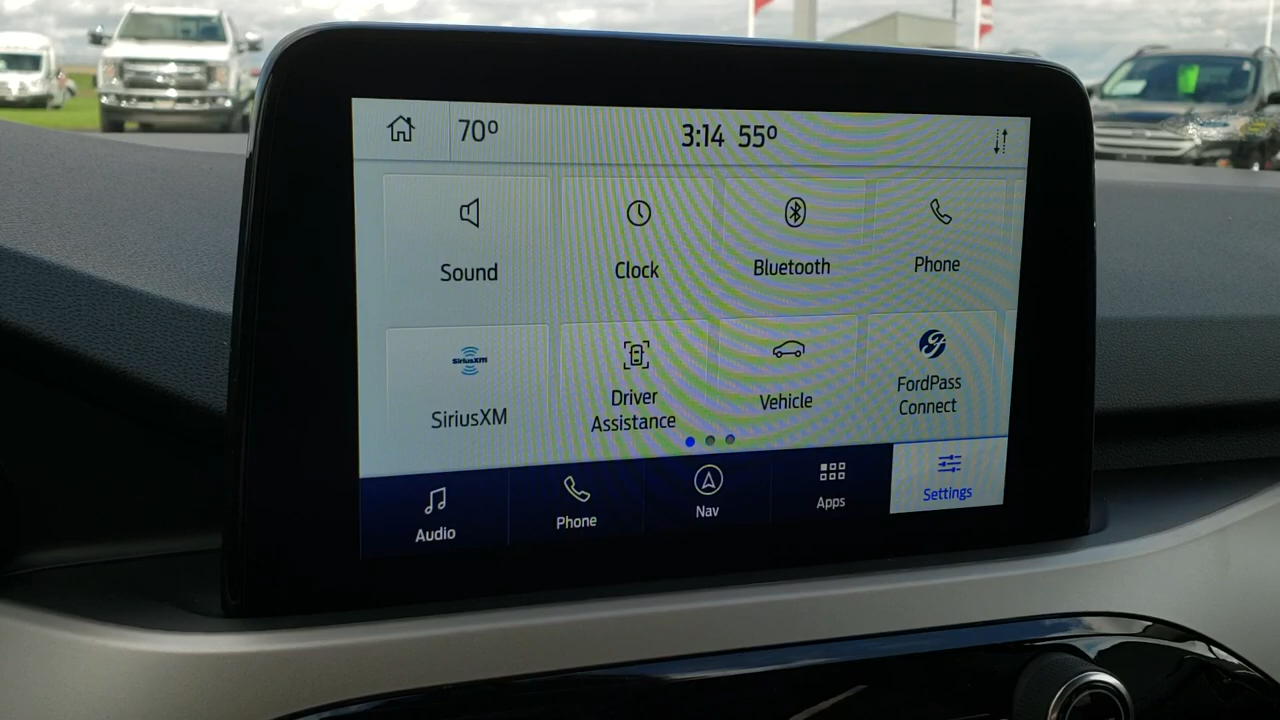 70º
3:14 55º
Sound
Clock
Bluetooth
Phone
SiriusXM
SiriusXM
Driver
Assistance
Vehicle
FordPass
Connect
Audio
Phone
Nav
Apps
Settings